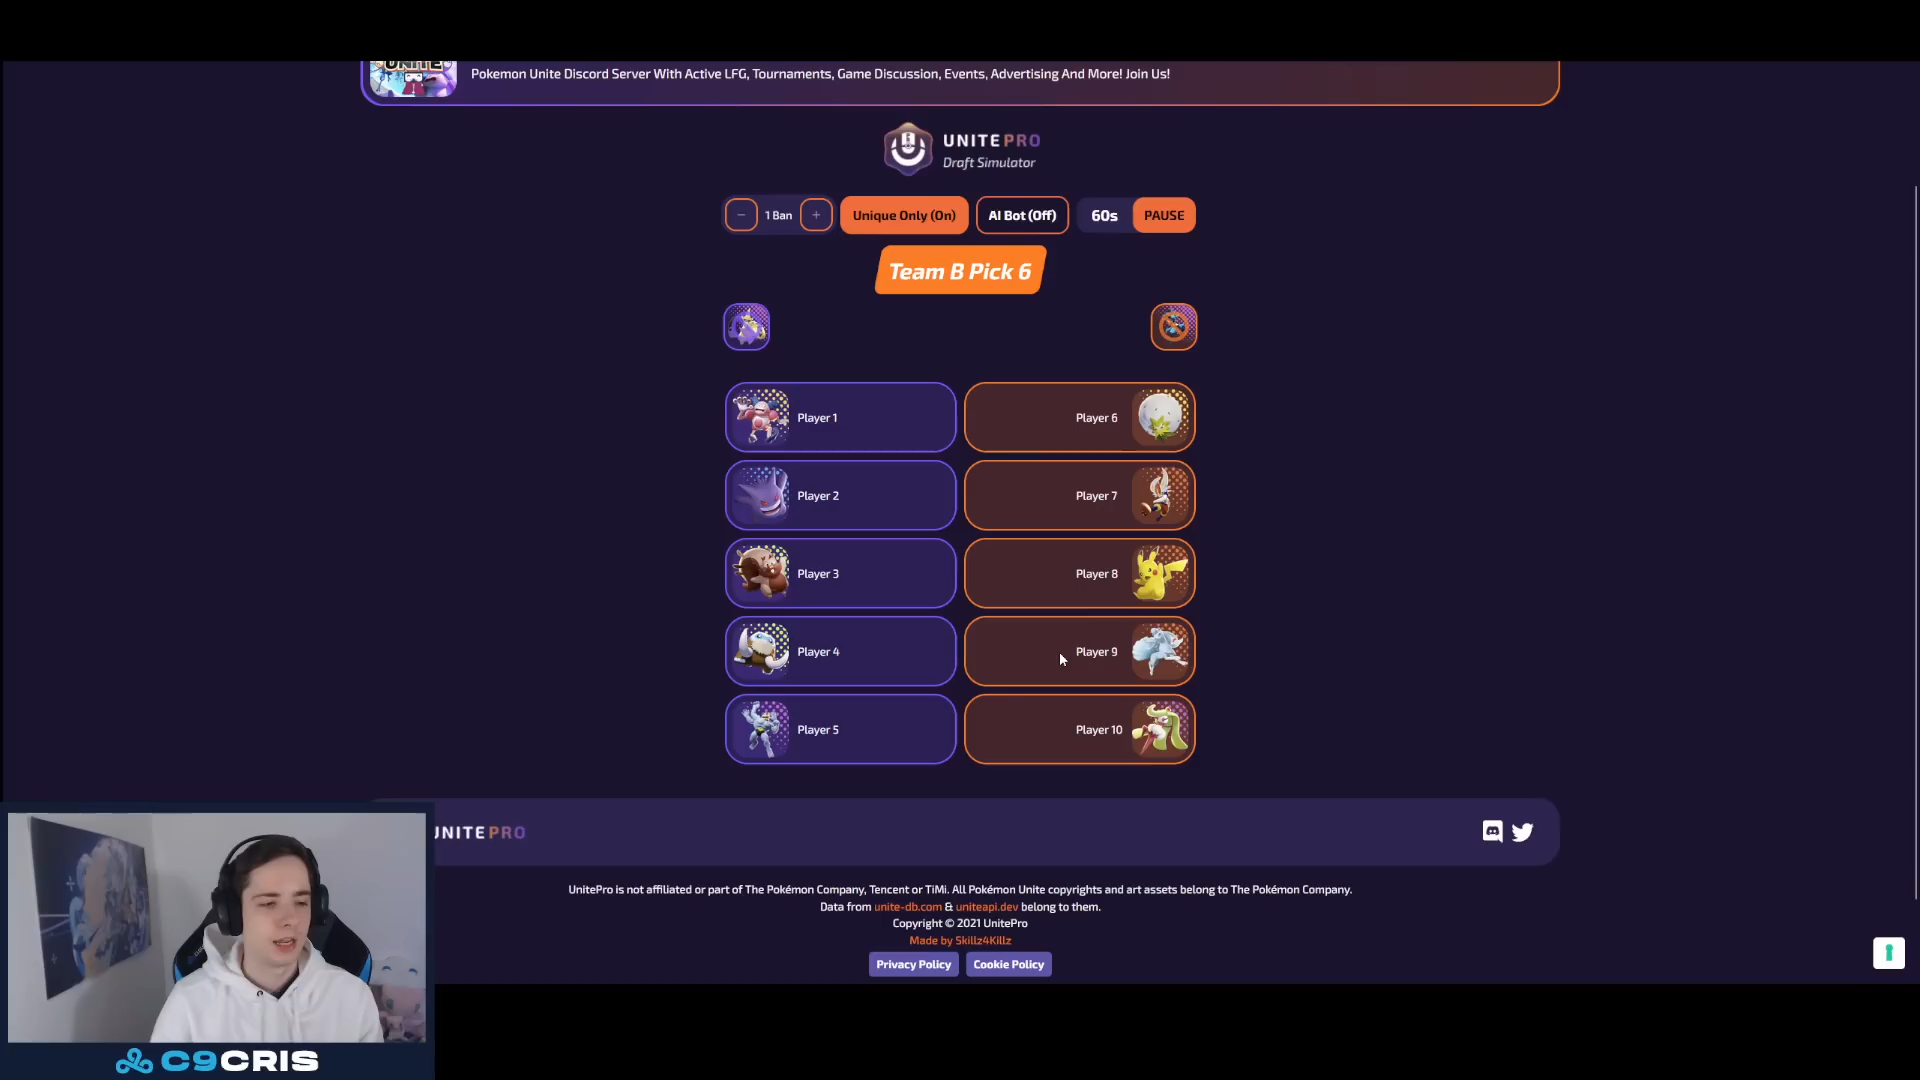 UNITE
Pokemon Unite Discord Server With Active LFG, Tournaments, Game Discussion, Events, Advertising And More! Join Us!
UNITEPRO
Draft Simulator
1 Ban
Unique Only (On)
AI Bot (Off)
60s
PAUSE
Team B Pick 6
Player 1
Player 6
Player 2
Player 7
Player 3
Player 8
Player 4
Player 9
Player 5
Player 10
UNITEPRO
UnitePro is not affiliated or part of The Pokémon Company, Tencent or TiMi. All Pokémon Unite copyrights and art assets belong to The Pokémon Company.
Data from unite-db.com & uniteapi.dev belong to them.
Copyright © 2021 UnitePro
Made by Skillz4Killz
Privacy Policy
Cookie Policy
C9CRIS